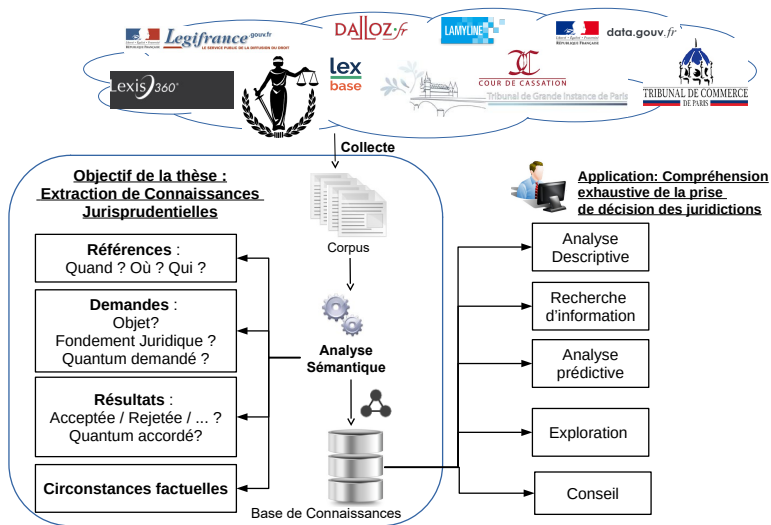 Legifrance.gouv.fr
LE SERVICE PUBLIC DE LA DIFFUSION DU DROIT
RÉPUBLIQUE FRANÇAISE
DALLOZ.fr
LAMYLINE
RÉPUBLIQUE FRANÇAISE
data.gouv.fr
Lexis 360°
lex
base
COUR DE CASSATION
Tribunal de Grande Instance de Paris
TRIBUNAL DE COMMERCE
DE PARIS
Collecte
Objectif de la thèse :
Extraction de Connaissances
Jurisprudentielles
Corpus
Application: Compréhension
exhaustive de la prise
de décision des juridictions
Références :
Quand ? Où ? Qui ?
Demandes :
Objet?
Fondement Juridique ?
Quantum demandé ?
Résultats :
Acceptée / Rejetée / ... ?
Quantum accordé?
Circonstances factuelles
Analyse
Sémantique
Base de Connaissances
Analyse
Descriptive
Recherche
d'information
Analyse
prédictive
Exploration
Conseil